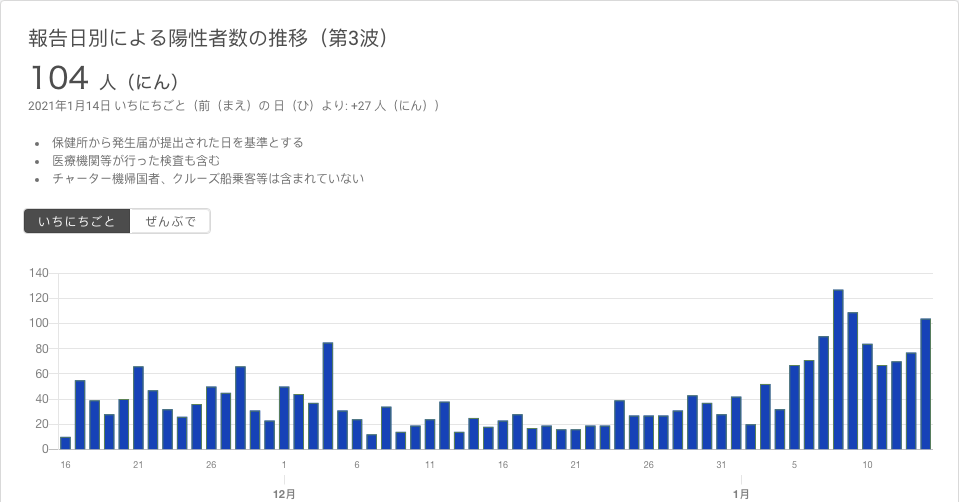 報告日別による陽性者数の推移（第3波）
104 人（にん）
2021年1月14日 いちにちごと（前（まえ）の 日（ひ）より: +27 人（にん））
保健所から発生届が提出された日を基準とする
医療機関等が行った検査も含む
チャーター機帰国者、クルーズ船乗客等は含まれていない
いちにちごと ぜんぶで
140
120
100
80
60
40
20
0
16 21 26 1 6 11 16 21 26 31 5 10
12月 1月